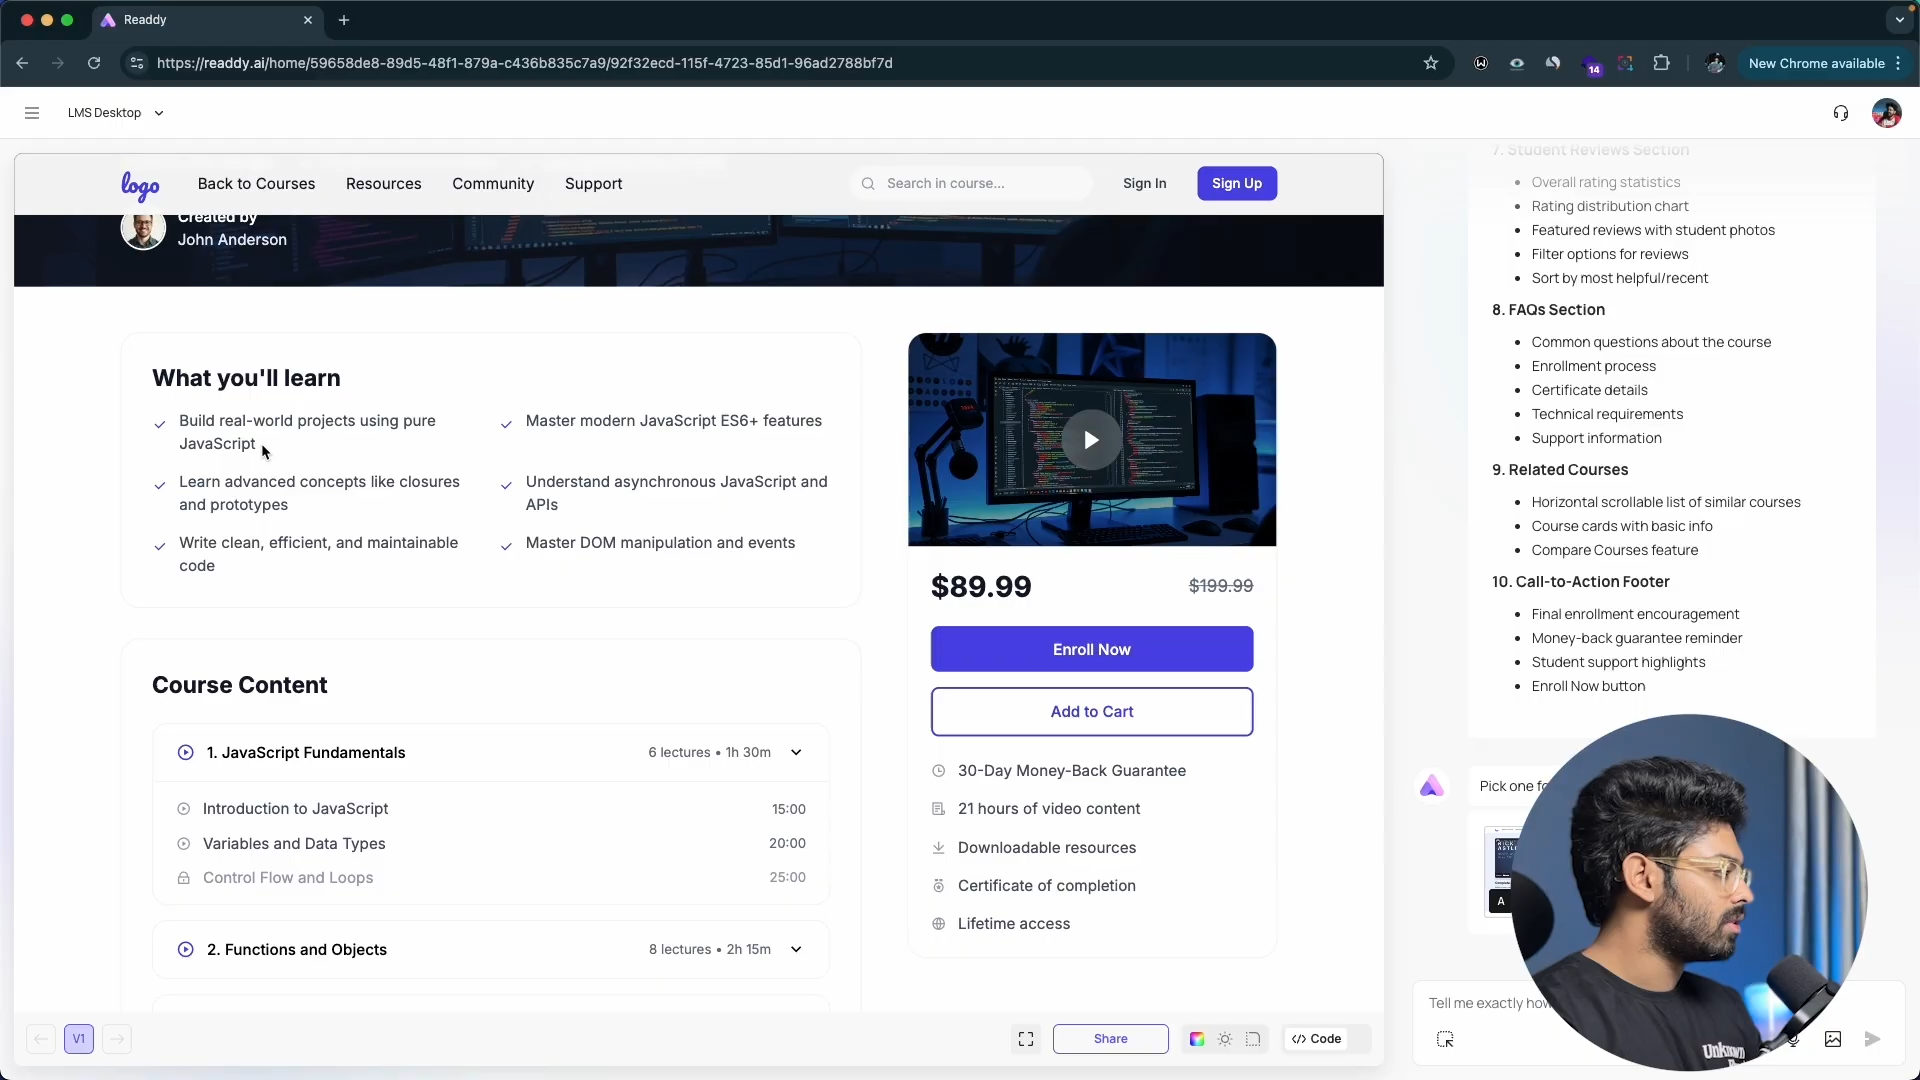 Readdy
https://readdy.ai/home/59658de8-89d5-48f1-879a-c436b835c7a9/92f32ecd-115f-4723-85d1-96ad2788bf7d
14
New Chrome available
LMS Desktop
logo
Back to Courses
Resources
Community
Support
Search in course...
Sign In
Sign Up
Created by
John Anderson
What you'll learn
Build real-world projects using pure
JavaScript
Master modern JavaScript ES6+ features
Learn advanced concepts like closures
and prototypes
Understand asynchronous JavaScript and
APIs
Write clean, efficient, and maintainable
code
Master DOM manipulation and events
Course Content
1. JavaScript Fundamentals
6 lectures • 1h 30m
Introduction to JavaScript
15:00
Variables and Data Types
20:00
Control Flow and Loops
25:00
2. Functions and Objects
8 lectures • 2h 15m
$89.99
$199.99
Enroll Now
Add to Cart
30-Day Money-Back Guarantee
21 hours of video content
Downloadable resources
Certificate of completion
Lifetime access
V1
Share
</> Code
7. Student Reviews Section
• Overall rating statistics
• Rating distribution chart
• Featured reviews with student photos
• Filter options for reviews
• Sort by most helpful/recent
8. FAQs Section
• Common questions about the course
• Enrollment process
• Certificate details
• Technical requirements
• Support information
9. Related Courses
• Horizontal scrollable list of similar courses
• Course cards with basic info
• Compare Courses feature
10. Call-to-Action Footer
• Final enrollment encouragement
• Money-back guarantee reminder
• Student support highlights
• Enroll Now button
Pick one
A
Tell me exactly